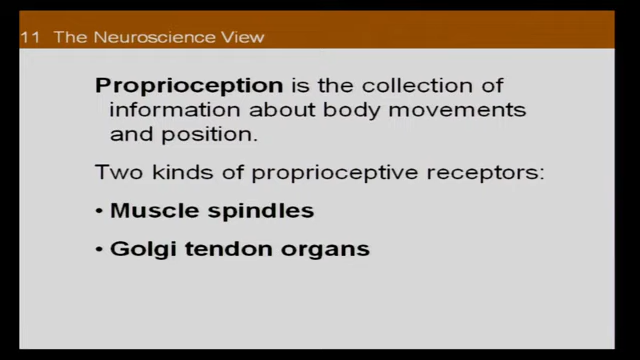 11 The Neuroscience View
Proprioception is the collection of
information about body movements
and position.
Two kinds of proprioceptive receptors:
• Muscle spindles
• Golgi tendon organs